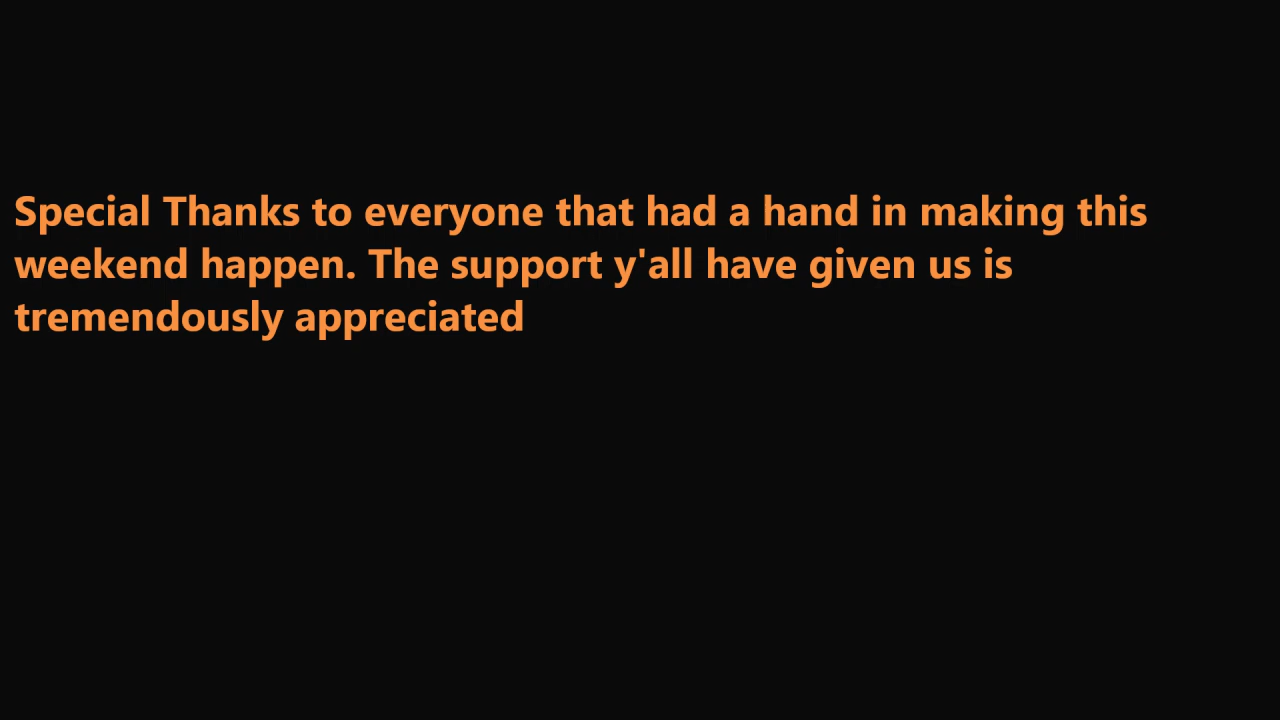 Special Thanks to everyone that had a hand in making this
weekend happen. The support y'all have given us is
tremendously appreciated